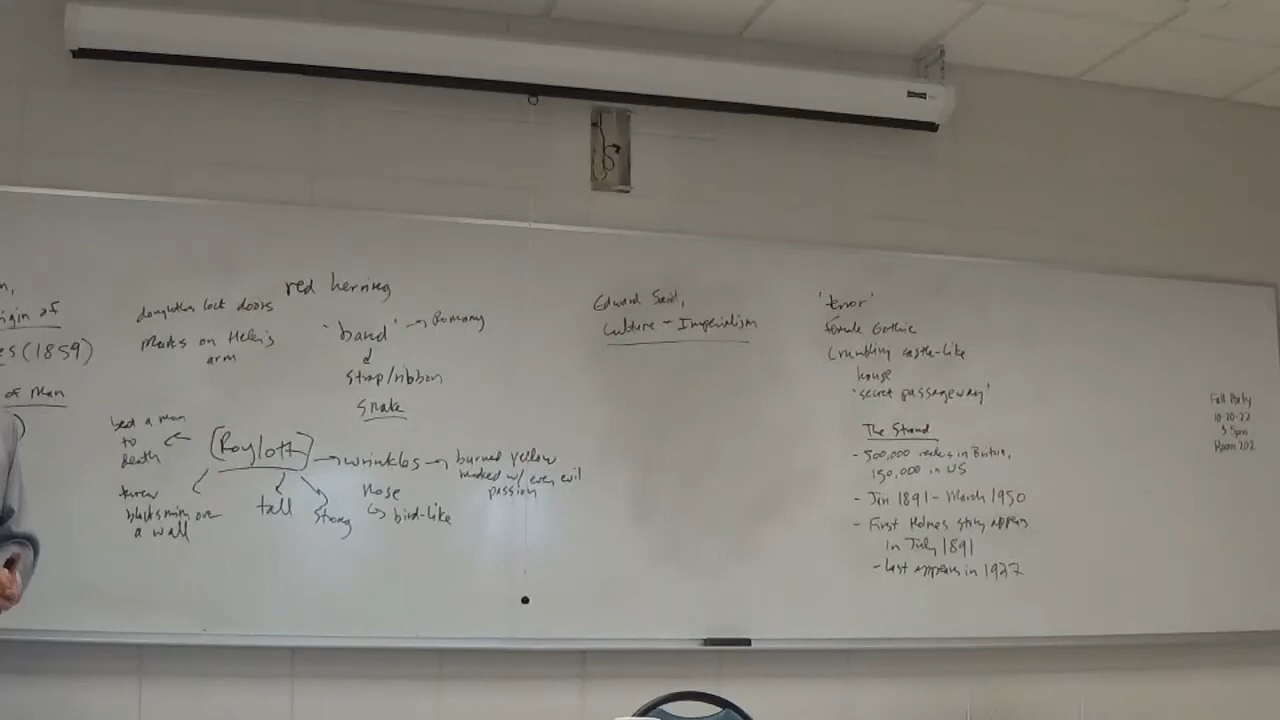 igin of
es (1859)
of Man
daughters lock doors
Marks on Helen's
arm
red herring
'band' → Romany
strap/ribbon
snake
beat a man
to
death
(Roylott)
wrinkles → burned yellow
marked w/ every evil
passion
threw
blacksmith over
a wall
tall
strong
nose
bird-like
Edward Said,
Culture + Imperialism
'terror'
female Gothic
Crumbling castle-like
house
'secret passageway'
The Strand
- 500,000 readers in Britain,
150,000 in US
- Jan 1891 - March 1950
- First Holmes story appears
in July 1891
- last appears in 1927
Fall Party
10-20-22
3-5pm
Room 202